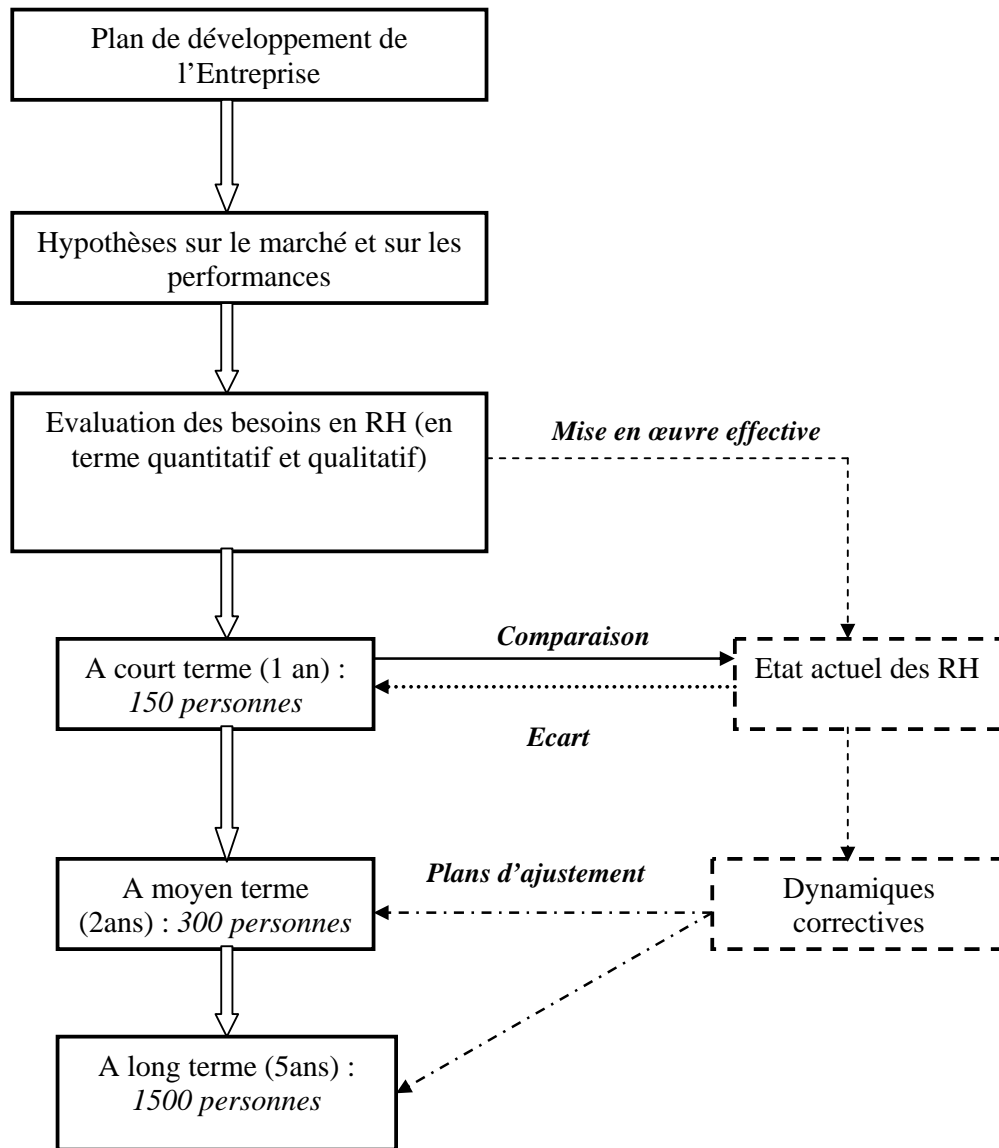 Plan de développement de
l’Entreprise
Hypothèses sur le marché et sur les
performances
Evaluation des besoins en RH (en
terme quantitatif et qualitatif)
Mise en œuvre effective
Comparaison
A court terme (1 an) :
150 personnes
Etat actuel des RH
Ecart
Plans d’ajustement
A moyen terme
(2ans) : 300 personnes
Dynamiques
correctives
A long terme (5ans) :
1500 personnes